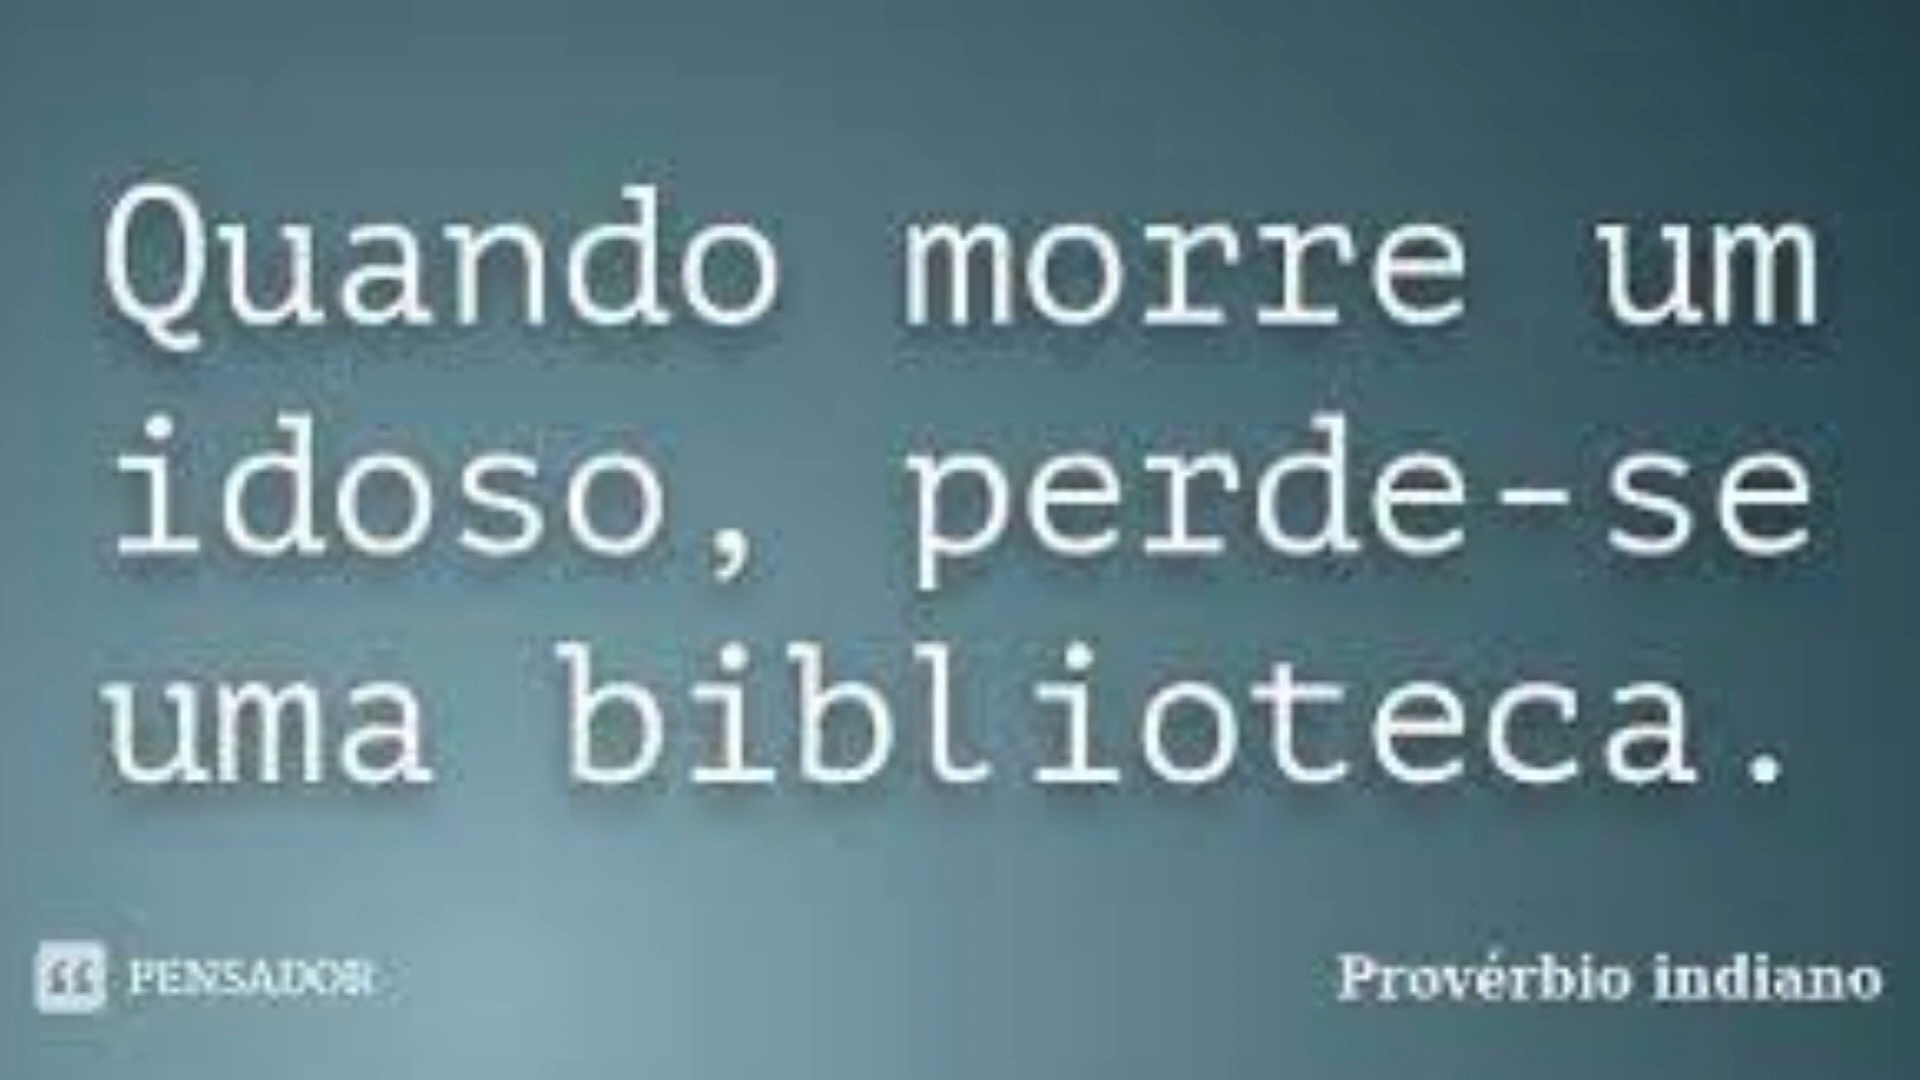 Quando morre um
idoso, perde-se
uma biblioteca.
PENSADOR
Provérbio indiano